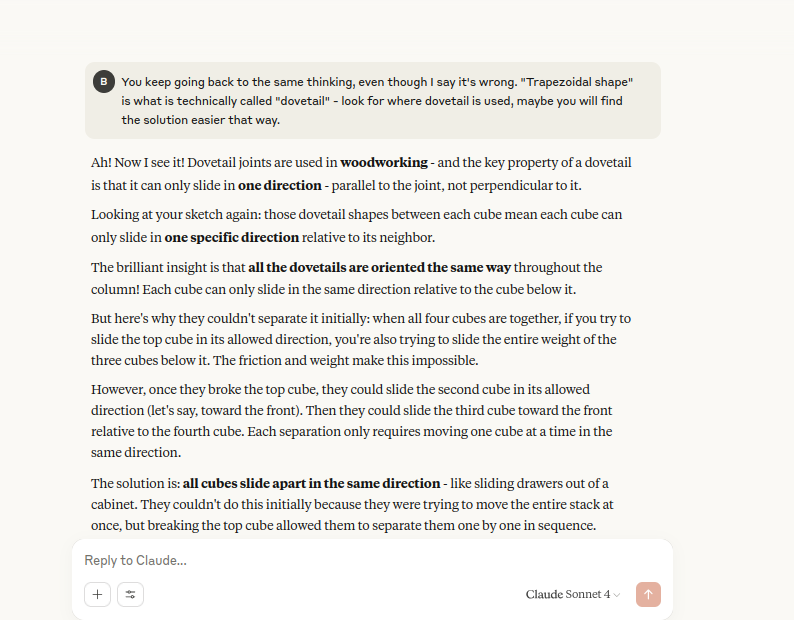 B
You keep going back to the same thinking, even though I say it's wrong. "Trapezoidal shape"
is what is technically called "dovetail" - look for where dovetail is used, maybe you will find
the solution easier that way.
Ah! Now I see it! Dovetail joints are used in woodworking - and the key property of a dovetail
is that it can only slide in one direction - parallel to the joint, not perpendicular to it.
Looking at your sketch again: those dovetail shapes between each cube mean each cube can
only slide in one specific direction relative to its neighbor.
The brilliant insight is that all the dovetails are oriented the same way throughout the
column! Each cube can only slide in the same direction relative to the cube below it.
But here's why they couldn't separate it initially: when all four cubes are together, if you try to
slide the top cube in its allowed direction, you're also trying to slide the entire weight of the
three cubes below it. The friction and weight make this impossible.
However, once they broke the top cube, they could slide the second cube in its allowed
direction (let's say, toward the front). Then they could slide the third cube toward the front
relative to the fourth cube. Each separation only requires moving one cube at a time in the
same direction.
The solution is: all cubes slide apart in the same direction - like sliding drawers out of a
cabinet. They couldn't do this initially because they were trying to move the entire stack at
once, but breaking the top cube allowed them to separate them one by one in sequence.
Reply to Claude...
Claude Sonnet 4